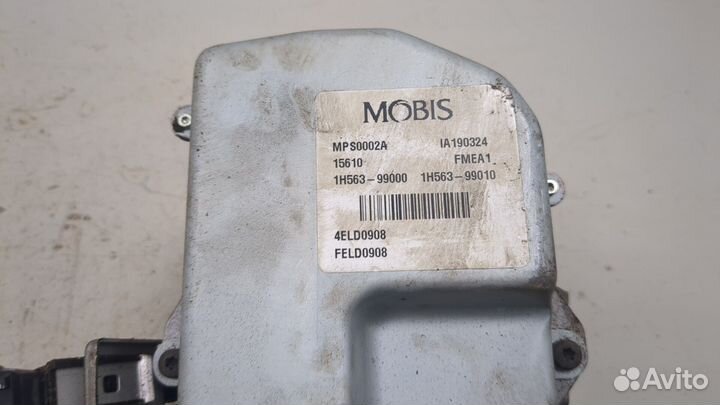 MOBIS
MPS0002A IA190324
15610 FMEA1
1H563-99000 1H563-99010
4ELD0908
FELD0908
Avito